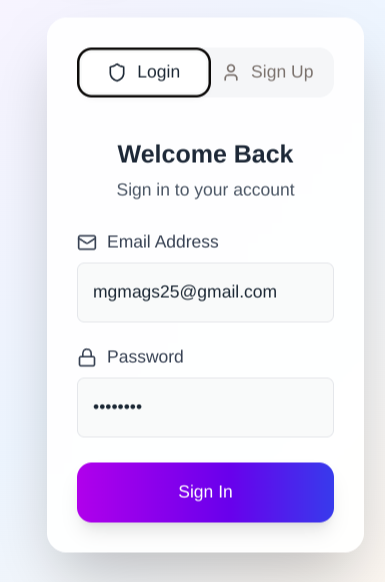 Login
Sign Up
Welcome Back
Sign in to your account
Email Address
mgmags25@gmail.com
Password
••••••••
Sign In